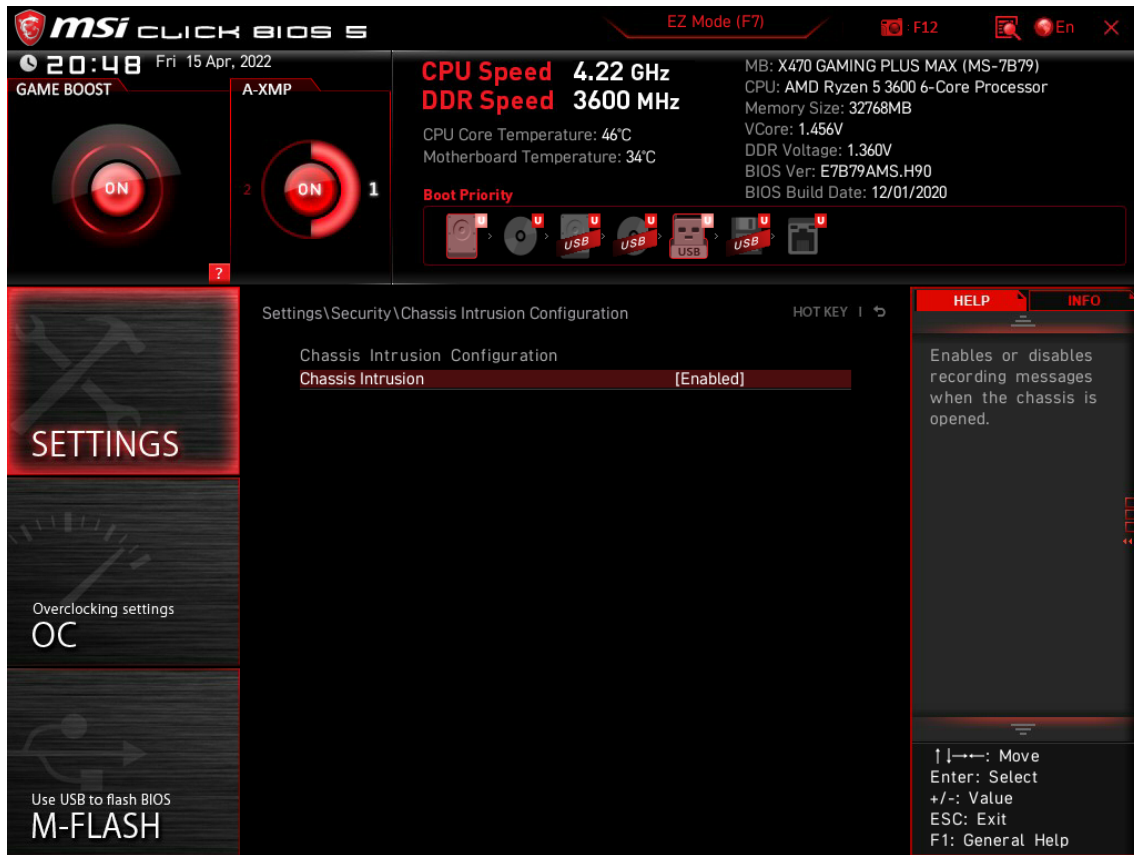 msi CLICK BIOS 5
EZ Mode (F7)
: F12
En
20:48 Fri 15 Apr, 2022
GAME BOOST
ON
A-XMP
2 ON 1
?
CPU Speed 4.22 GHz
DDR Speed 3600 MHz
CPU Core Temperature: 46°C
Motherboard Temperature: 34°C
MB: X470 GAMING PLUS MAX (MS-7B79)
CPU: AMD Ryzen 5 3600 6-Core Processor
Memory Size: 32768MB
VCore: 1.456V
DDR Voltage: 1.360V
BIOS Ver: E7B79AMS.H90
BIOS Build Date: 12/01/2020
Boot Priority
U U U U U U U
USB USB USB USB
SETTINGS
Overclocking settings
OC
Use USB to flash BIOS
M-FLASH
Settings\Security\Chassis Intrusion Configuration
HOT KEY |
Chassis Intrusion Configuration
Chassis Intrusion [Enabled]
HELP INFO
Enables or disables
recording messages
when the chassis is
opened.
↑↓→←: Move
Enter: Select
+/-: Value
ESC: Exit
F1: General Help